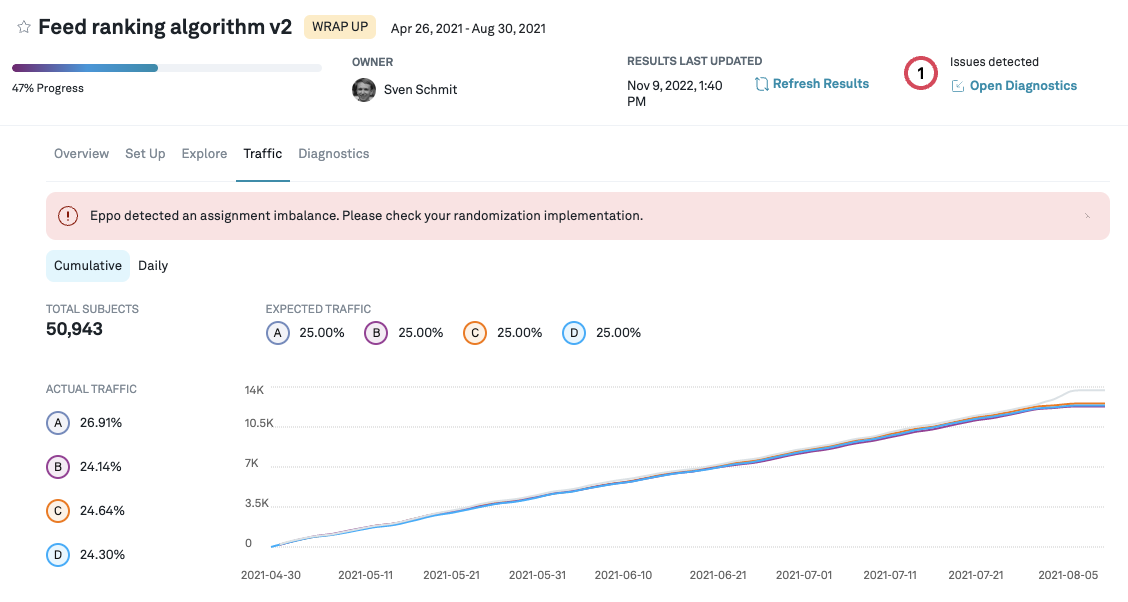 Feed ranking algorithm v2 WRAP UP Apr 26, 2021 - Aug 30, 2021
47% Progress
OWNER
Sven Schmit
RESULTS LAST UPDATED
Nov 9, 2022, 1:40
PM
Refresh Results
1
Issues detected
Open Diagnostics
Overview Set Up Explore Traffic Diagnostics
Eppo detected an assignment imbalance. Please check your randomization implementation.
Cumulative Daily
TOTAL SUBJECTS
50,943
EXPECTED TRAFFIC
A 25.00% B 25.00% C 25.00% D 25.00%
ACTUAL TRAFFIC
A 26.91%
B 24.14%
C 24.64%
D 24.30%
14K
10.5K
7K
3.5K
0
2021-04-30 2021-05-11 2021-05-21 2021-05-31 2021-06-10 2021-06-21 2021-07-01 2021-07-11 2021-07-21 2021-08-05